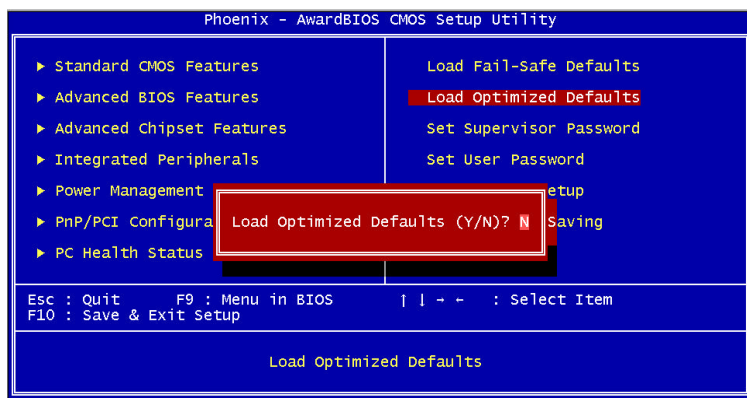 Phoenix - AwardBIOS CMOS Setup Utility
▶ Standard CMOS Features
▶ Advanced BIOS Features
▶ Advanced Chipset Features
▶ Integrated Peripherals
▶ Power Management
▶ PnP/PCI Configura
▶ PC Health Status
Load Fail-Safe Defaults
Load Optimized Defaults
Set Supervisor Password
Set User Password
etup
Saving
Load Optimized Defaults (Y/N)? N
Esc : Quit F9 : Menu in BIOS ↑ ↓ → ← : Select Item
F10 : Save & Exit Setup
Load Optimized Defaults